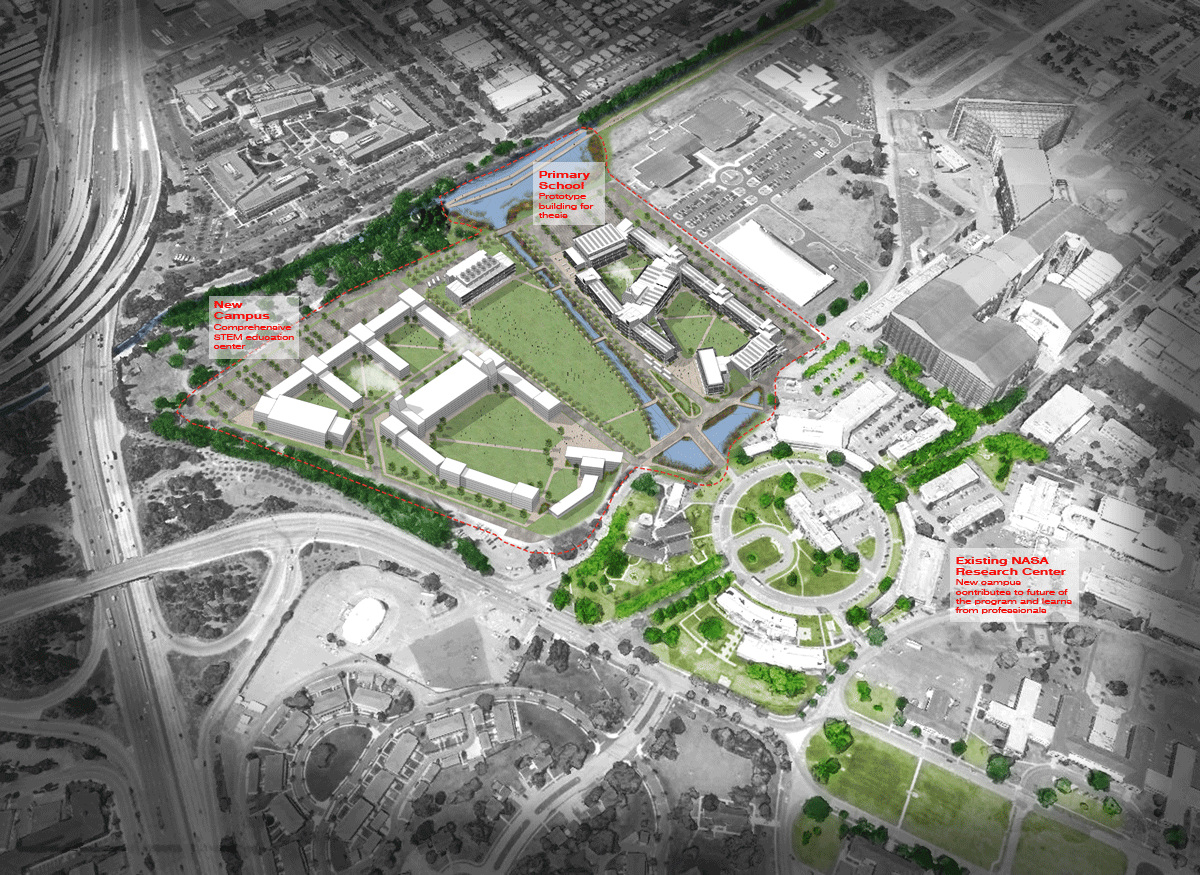 Primary
School
Prototype
building for
thesis
New
Campus
Comprehensive
STEM education
center
Existing NASA
Research Center
New campus
contributes to future of
the program and learns
from professionals